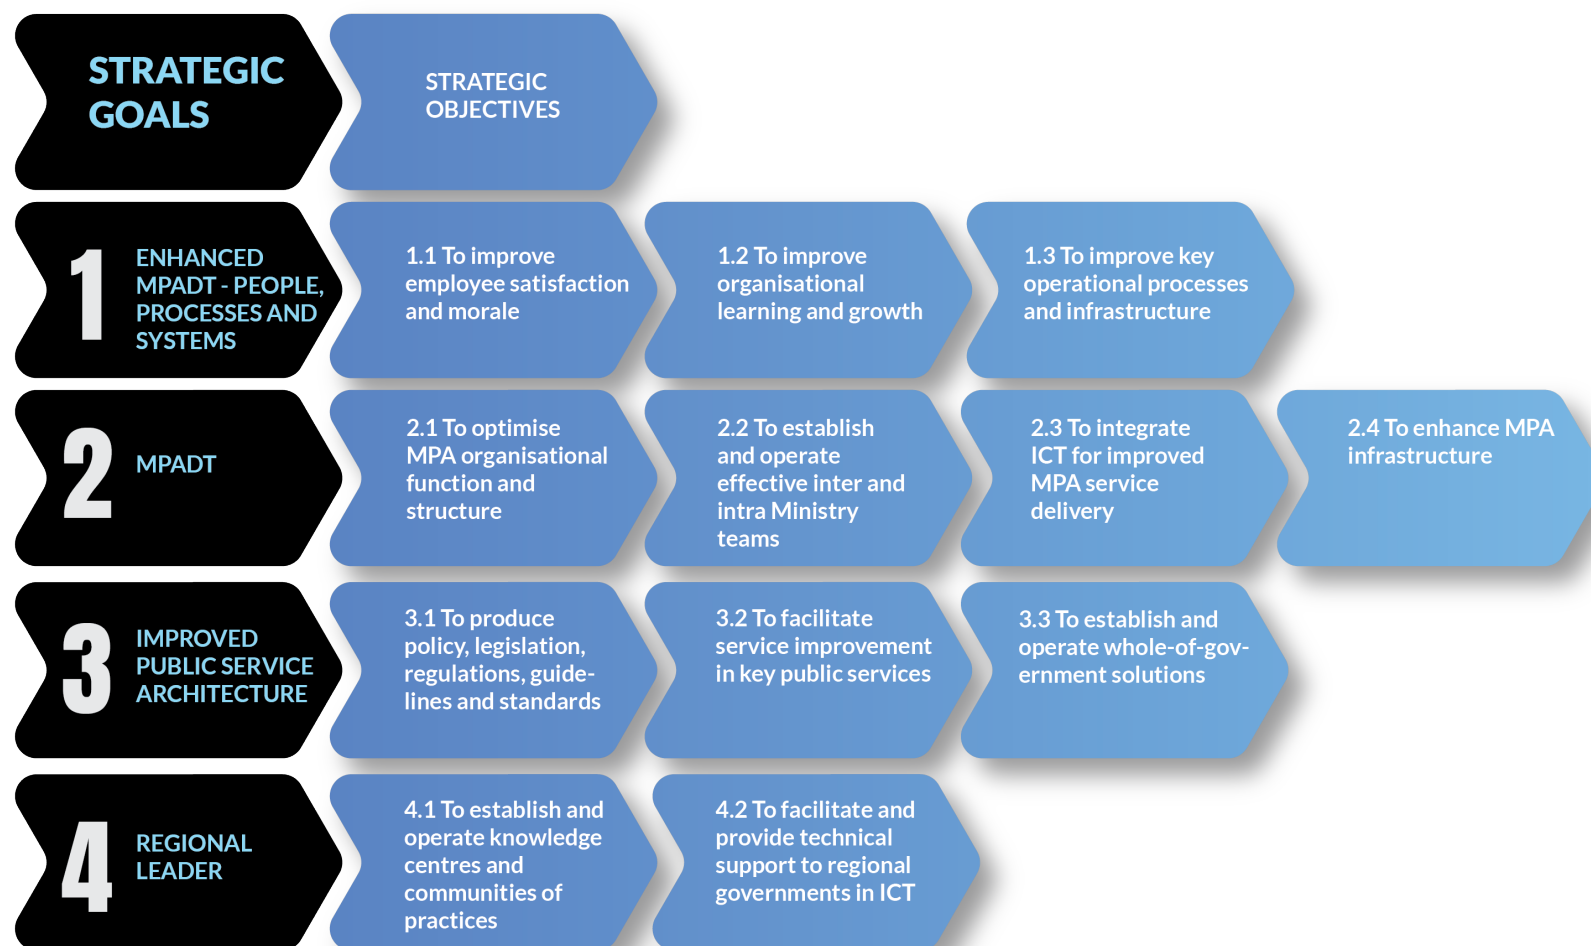 STRATEGIC
GOALS
STRATEGIC
OBJECTIVES
1
ENHANCED
MPADT - PEOPLE,
PROCESSES AND
SYSTEMS
1.1 To improve
employee satisfaction
and morale
1.2 To improve
organisational
learning and growth
1.3 To improve key
operational processes
and infrastructure
2
MPADT
2.1 To optimise
MPA organisational
function and
structure
2.2 To establish
and operate
effective inter and
intra Ministry
teams
2.3 To integrate
ICT for improved
MPA service
delivery
2.4 To enhance MPA
infrastructure
3
IMPROVED
PUBLIC SERVICE
ARCHITECTURE
3.1 To produce
policy, legislation,
regulations, guide-
lines and standards
3.2 To facilitate
service improvement
in key public services
3.3 To establish and
operate whole-of-gov-
ernment solutions
4
REGIONAL
LEADER
4.1 To establish and
operate knowledge
centres and
communities of
practices
4.2 To facilitate and
provide technical
support to regional
governments in ICT